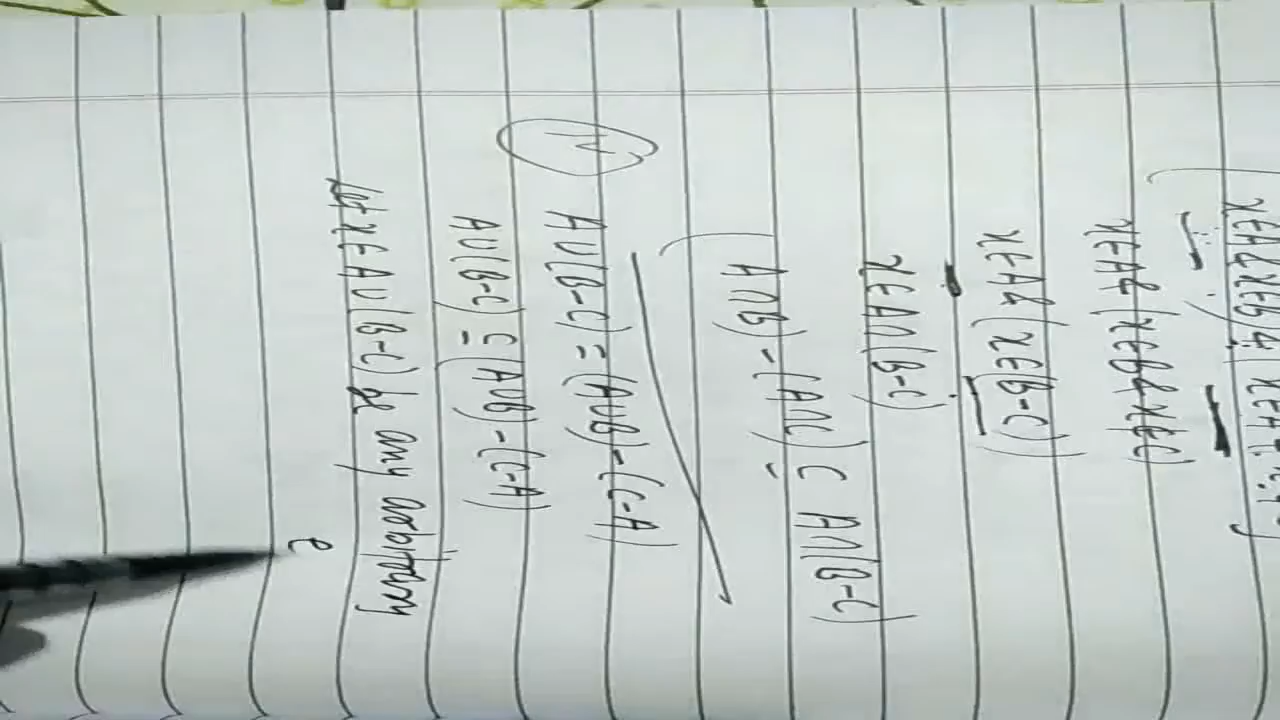 x∈A & x∈B) &
x∈A & (x∈B & x∉C)
x∈A & (x∈(B-C))
x∈A∩(B-C)
A∩B)-(A∩C) ⊆ A∩(B-C)
IV
A∪(B-C) = (A∪B)-(C-A)
A∪(B-C) ⊆ (A∪B)-(C-A)
Let x∈A∪(B-C) be any arbitrary
e